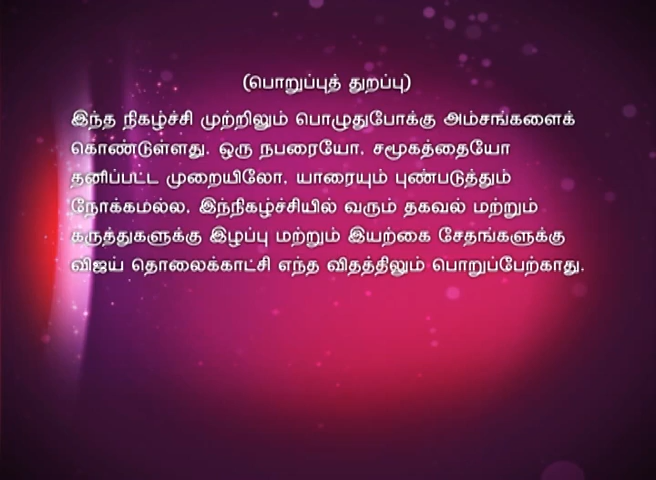 (பொறுப்புத் துறப்பு)
இந்த நிகழ்ச்சி முற்றிலும் பொழுதுபோக்கு அம்சங்களைக்
கொண்டுள்ளது. ஒரு நபரையோ, சமூகத்தையோ
தனிப்பட்ட முறையிலோ, யாரையும் புண்படுத்தும்
நோக்கமல்ல, இந்நிகழ்ச்சியில் வரும் தகவல் மற்றும்
கருத்துகளுக்கு இழப்பு மற்றும் இயற்கை சேதங்களுக்கு
விஜய் தொலைக்காட்சி எந்த விதத்திலும் பொறுப்பேற்காது.